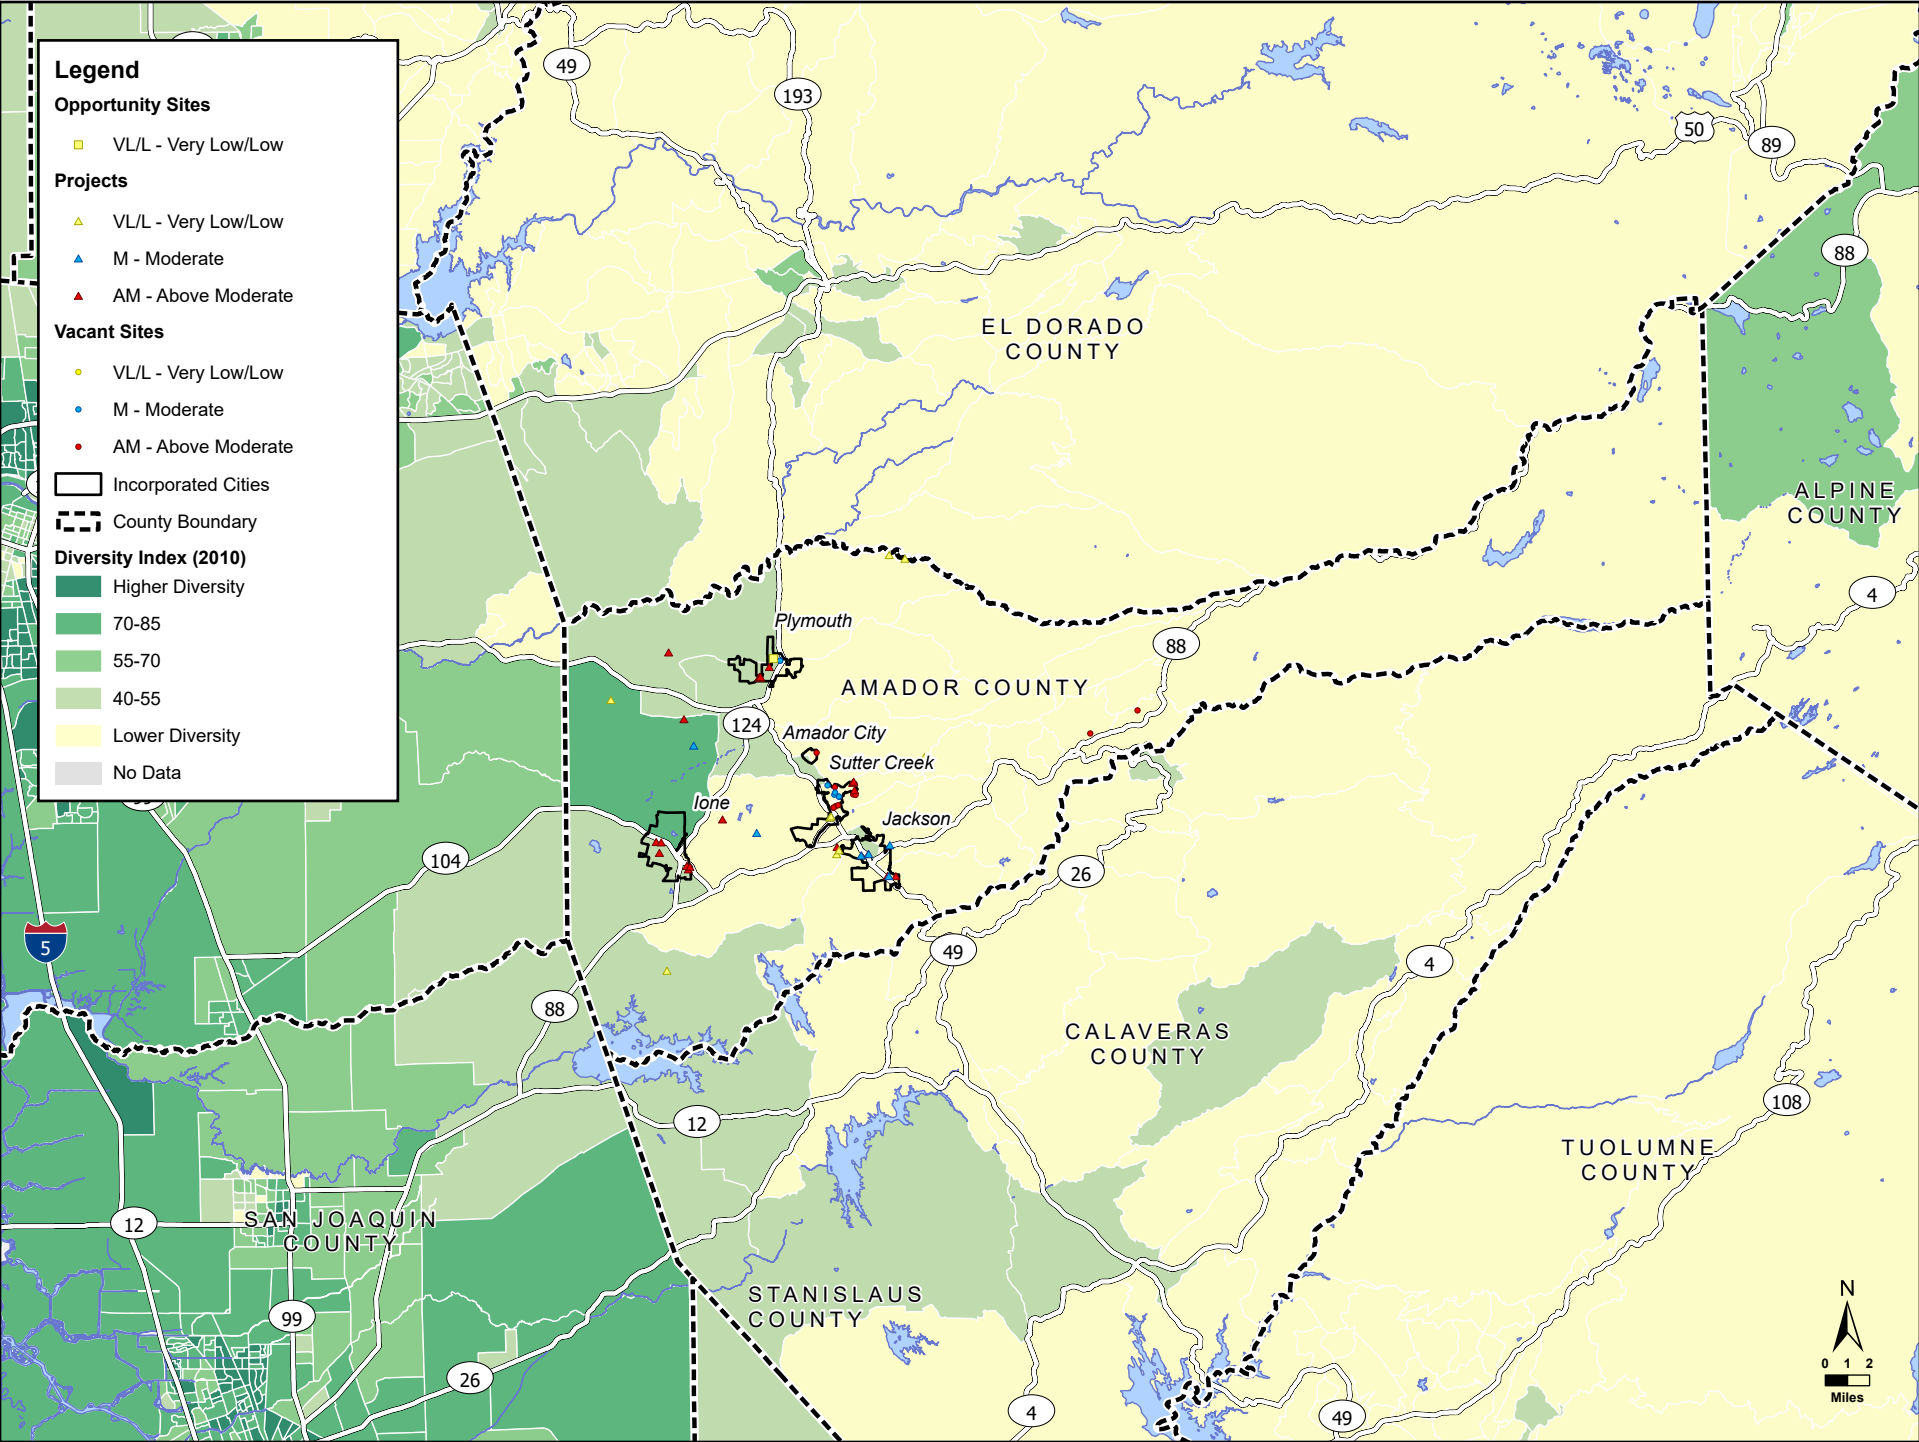 Legend
Opportunity Sites
VL/L - Very Low/Low
Projects
VL/L - Very Low/Low
M - Moderate
AM - Above Moderate
Vacant Sites
VL/L - Very Low/Low
M - Moderate
AM - Above Moderate
Incorporated Cities
County Boundary
Diversity Index (2010)
Higher Diversity
70-85
55-70
40-55
Lower Diversity
No Data
49
193
50
89
88
EL DORADO
COUNTY
ALPINE
COUNTY
4
Plymouth
88
AMADOR COUNTY
124
Amador City
Sutter Creek
Ione
Jackson
104
26
5
49
4
88
CALAVERAS
COUNTY
12
108
TUOLUMNE
COUNTY
12
SAN JOAQUIN
COUNTY
STANISLAUS
COUNTY
99
26
4
49
N
0 1 2
Miles